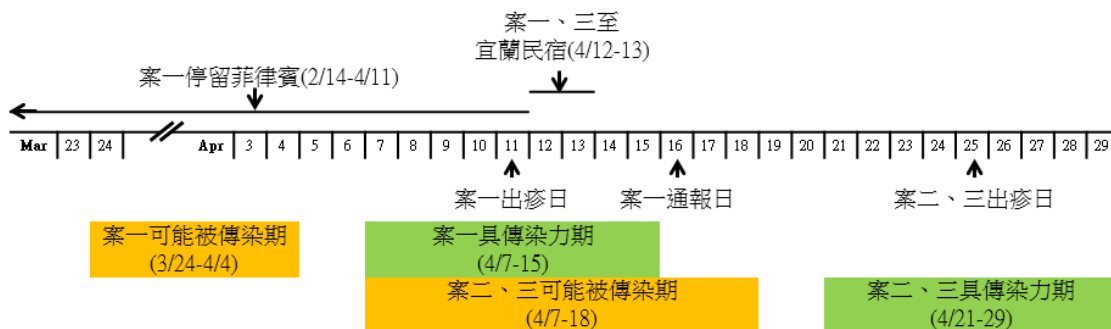 案一、三至
宜蘭民宿(4/12-13)
案一停留菲律賓(2/14-4/11)
Mar 23 24 Apr 3 4 5 6 7 8 9 10 11 12 13 14 15 16 17 18 19 20 21 22 23 24 25 26 27 28 29
案一出疹日 案一通報日 案二、三出疹日
案一可能被傳染期
(3/24-4/4)
案一具傳染力期
(4/7-15)
案二、三可能被傳染期
(4/7-18)
案二、三具傳染力期
(4/21-29)